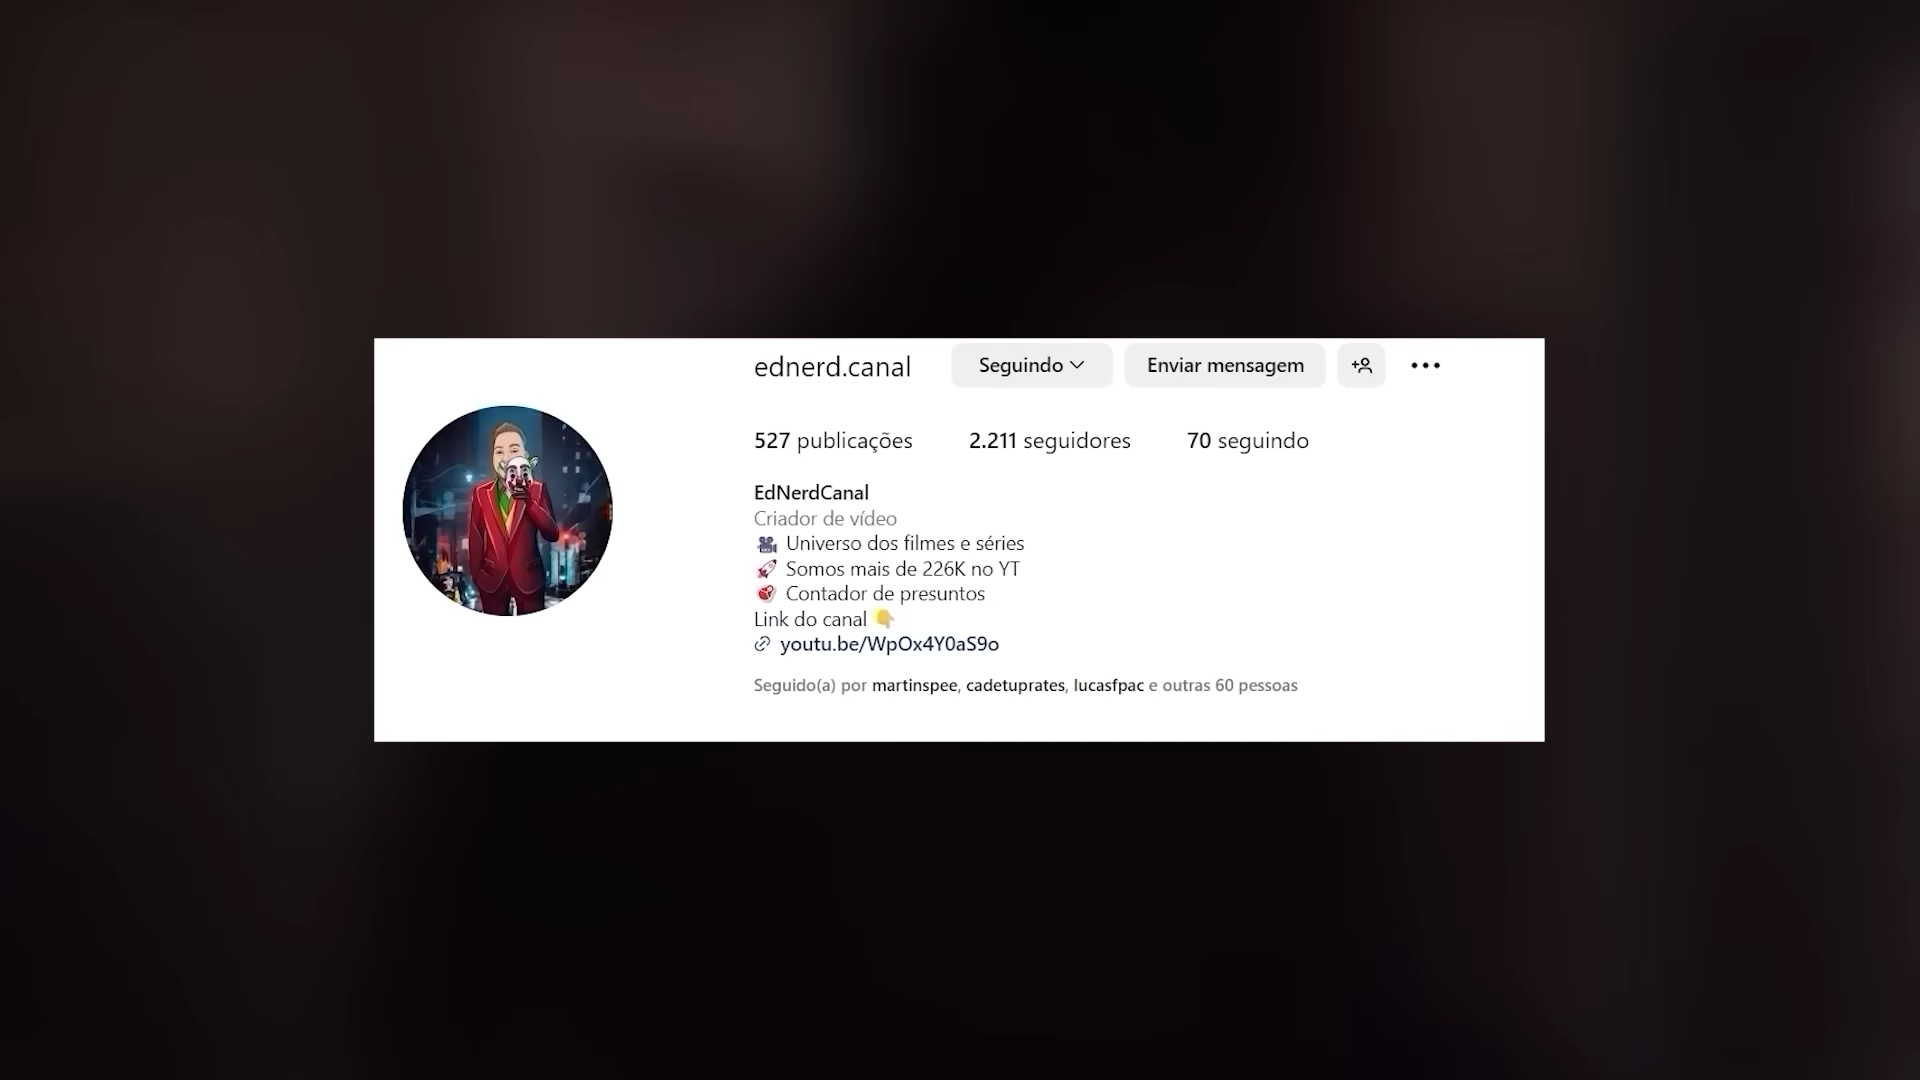 ednerd.canal Seguindo Enviar mensagem
527 publicações 2.211 seguidores 70 seguindo
EdNerdCanal
Criador de vídeo
Universo dos filmes e séries
Somos mais de 226K no YT
Contador de presuntos
Link do canal
youtu.be/WpOx4Y0aS9o
Seguido(a) por martinspee, cadetuprates, lucasfpac e outras 60 pessoas